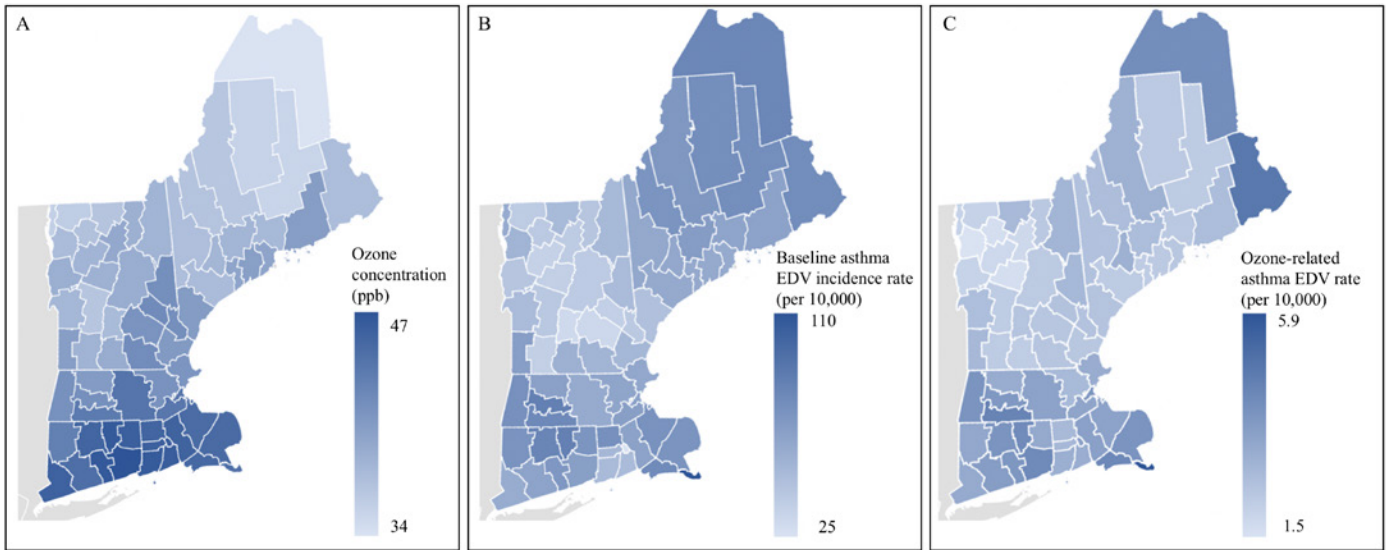 A
Ozone
concentration
(ppb)
47
34
B
Baseline asthma
EDV incidence rate
(per 10,000)
110
25
C
Ozone-related
asthma EDV rate
(per 10,000)
5.9
1.5